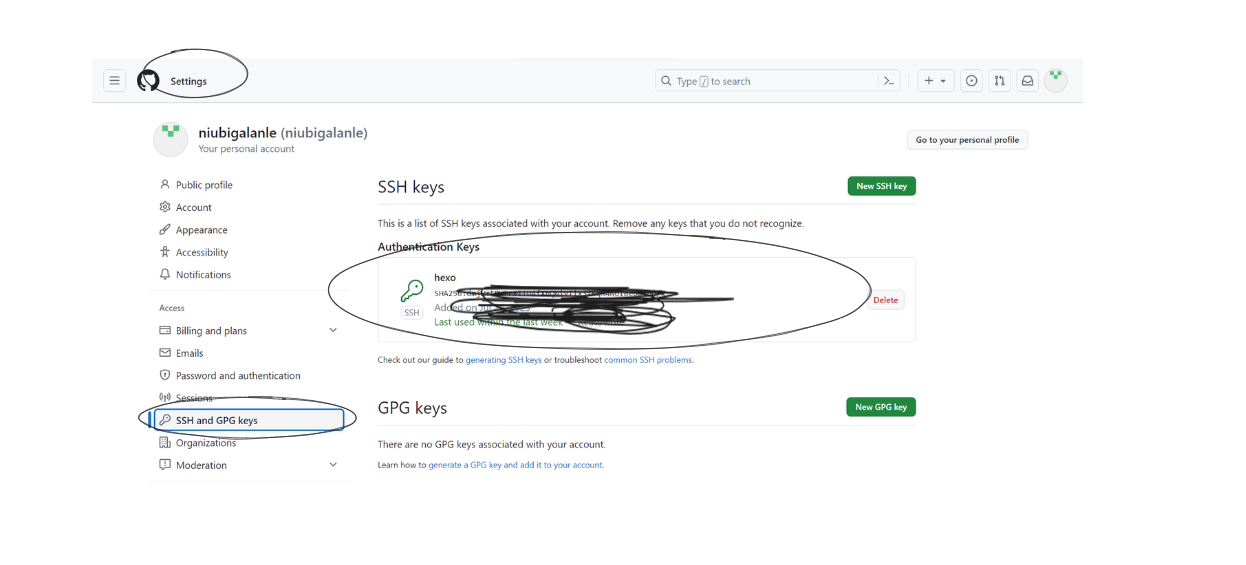 Settings
Type / to search
niubigalanle (niubigalanle)
Your personal account
Go to your personal profile
Public profile
Account
Appearance
Accessibility
Notifications
Access
Billing and plans
Emails
Password and authentication
Sessions
SSH and GPG keys
Organizations
Moderation
SSH keys
New SSH key
This is a list of SSH keys associated with your account. Remove any keys that you do not recognize.
Authentication Keys
hexo
SSH
Added on
Last used within the last week
Delete
Check out our guide to generating SSH keys or troubleshoot common SSH problems.
GPG keys
New GPG key
There are no GPG keys associated with your account.
Learn how to generate a GPG key and add it to your account.